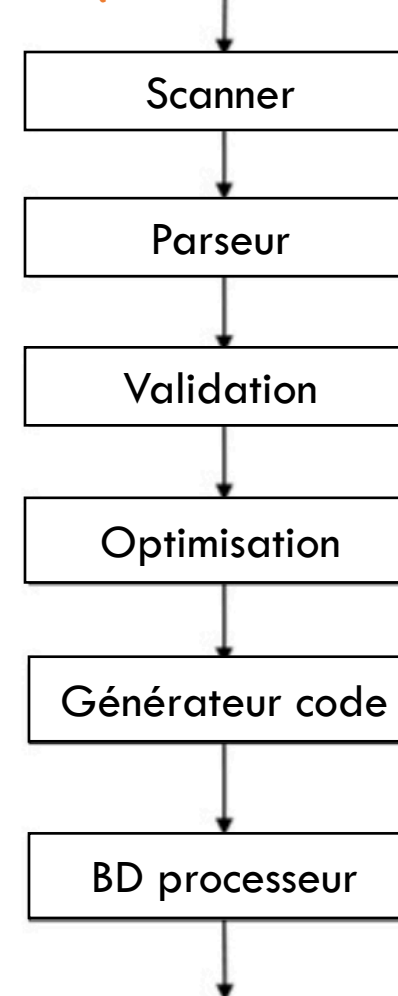 Scanner
Parseur
Validation
Optimisation
Générateur code
BD processeur